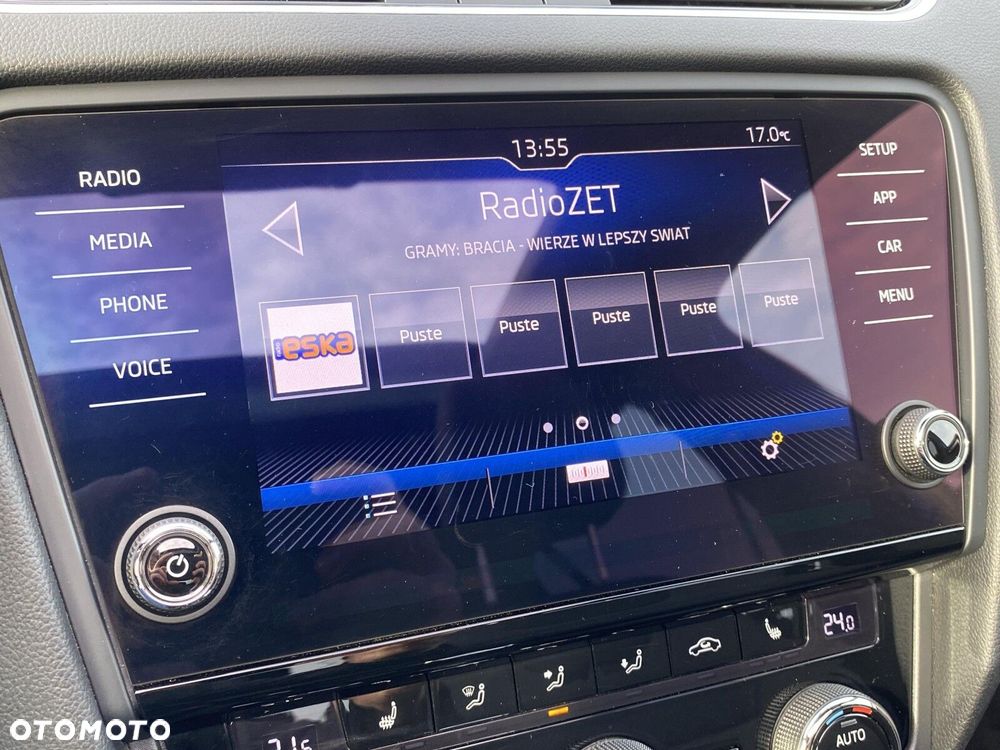 13:55
17.0°C
RADIO
MEDIA
PHONE
VOICE
SETUP
APP
CAR
MENU
RadioZET
GRAMY: BRACIA - WIERZE W LEPSZY SWIAT
RADIO eska
Puste
Puste
Puste
Puste
Puste
24.0
AUTO
OTOMOTO